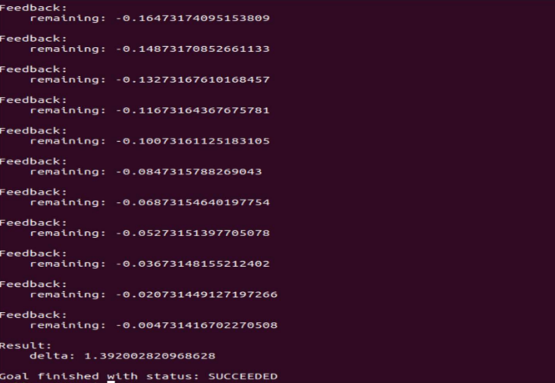 Feedback:
    remaining: -0.16473174095153809
Feedback:
    remaining: -0.14873170852661133
Feedback:
    remaining: -0.13273167610168457
Feedback:
    remaining: -0.11673164367675781
Feedback:
    remaining: -0.10073161125183105
Feedback:
    remaining: -0.0847315788269043
Feedback:
    remaining: -0.06873154640197754
Feedback:
    remaining: -0.05273151397705078
Feedback:
    remaining: -0.03673148155212402
Feedback:
    remaining: -0.020731449127197266
Feedback:
    remaining: -0.004731416702270508
Result:
    delta: 1.392002820968628
Goal finished with status: SUCCEEDED